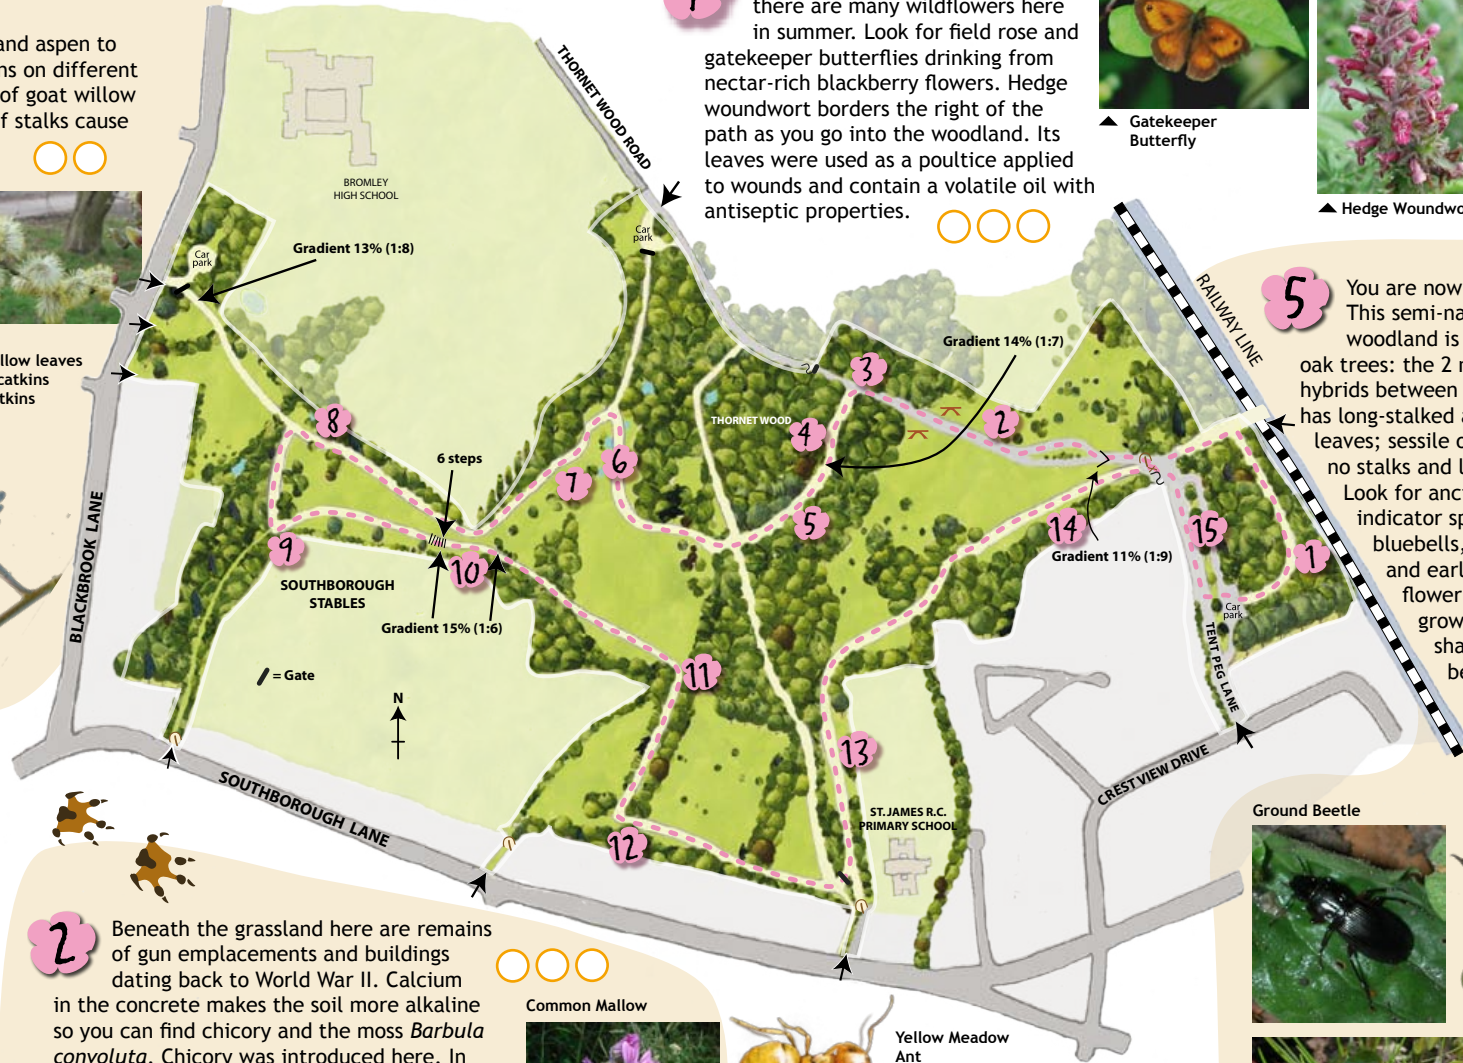 and aspen to
ns on different
of goat willow
f stalks cause
llow leaves
catkins
tkins
1
there are many wildflowers here
in summer. Look for field rose and
gatekeeper butterflies drinking from
nectar-rich blackberry flowers. Hedge
woundwort borders the right of the
path as you go into the woodland. Its
leaves were used as a poultice applied
to wounds and contain a volatile oil with
antiseptic properties.
Gatekeeper
Butterfly
Hedge Woundwo
5
You are now
This semi-na
woodland is
oak trees: the 2 
hybrids between
has long-stalked a
leaves; sessile o
no stalks and l
Look for anc
indicator sp
bluebells,
and earl
flower
grow
sha
be
BROMLEY
HIGH SCHOOL
THORNET WOOD ROAD
Car
park
Gradient 13% (1:8)
Car
park
RAILWAY LINE
Gradient 14% (1:7)
THORNET WOOD
3
2
4
8
6 steps
6
7
5
14
15
1
Gradient 11% (1:9)
9
10
SOUTHBOROUGH
STABLES
Gradient 15% (1:6)
BLACKBROOK LANE
Car
park
TENT PEG LANE
= Gate
N
11
13
12
SOUTHBOROUGH LANE
CREST VIEW DRIVE
ST. JAMES R.C.
PRIMARY SCHOOL
Ground Beetle
2
Beneath the grassland here are remains
of gun emplacements and buildings
dating back to World War II. Calcium
in the concrete makes the soil more alkaline
so you can find chicory and the moss Barbula
convoluta. Chicory was introduced here. In
Common Mallow
Yellow Meadow
Ant